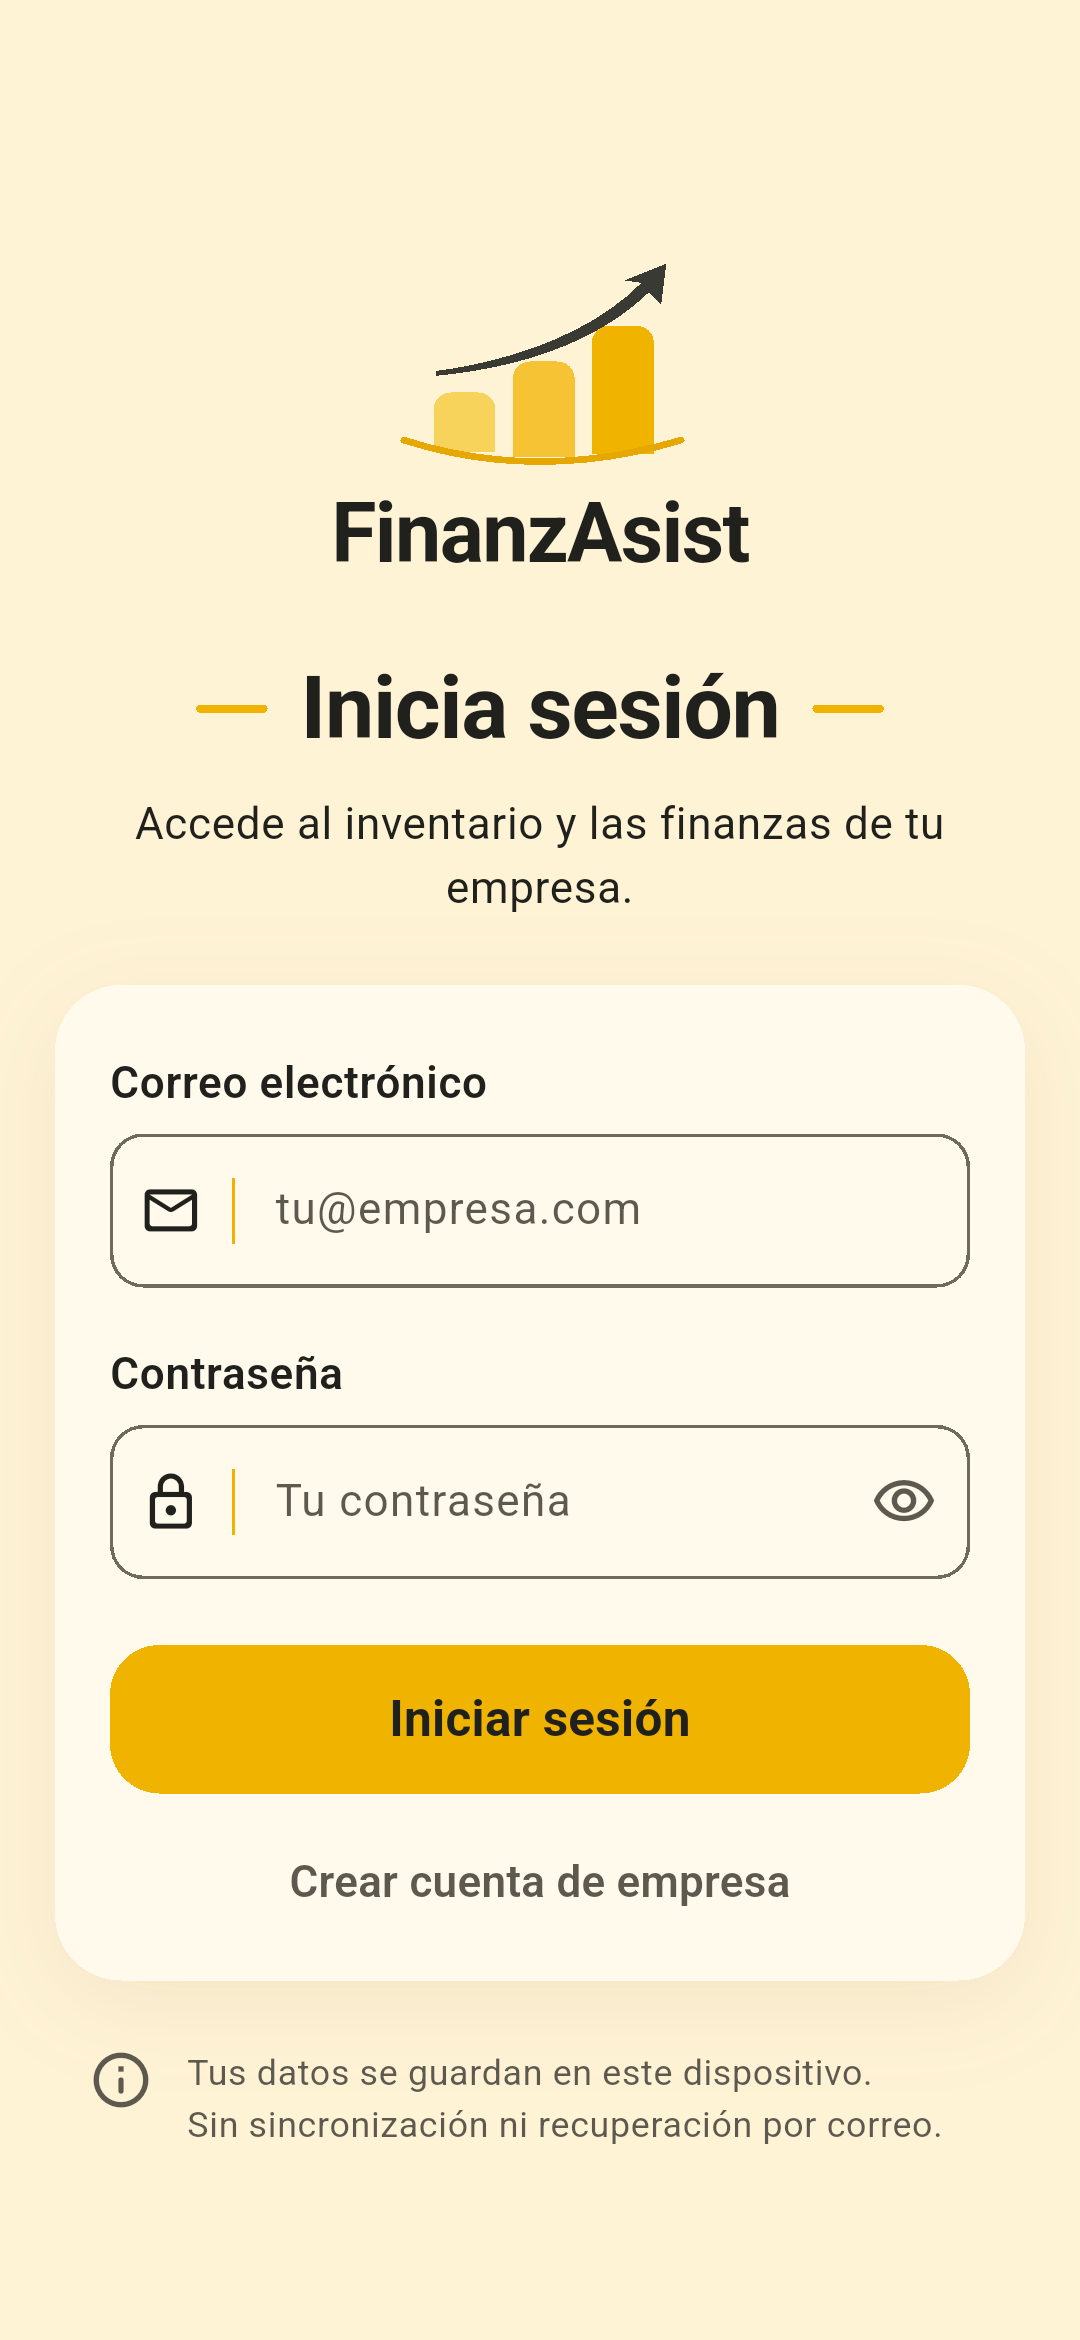 FinanzAsist
Inicia sesión
Accede al inventario y las finanzas de tu
empresa.
Correo electrónico
tu@empresa.com
Contraseña
Tu contraseña
Iniciar sesión
Crear cuenta de empresa
Tus datos se guardan en este dispositivo.
Sin sincronización ni recuperación por correo.